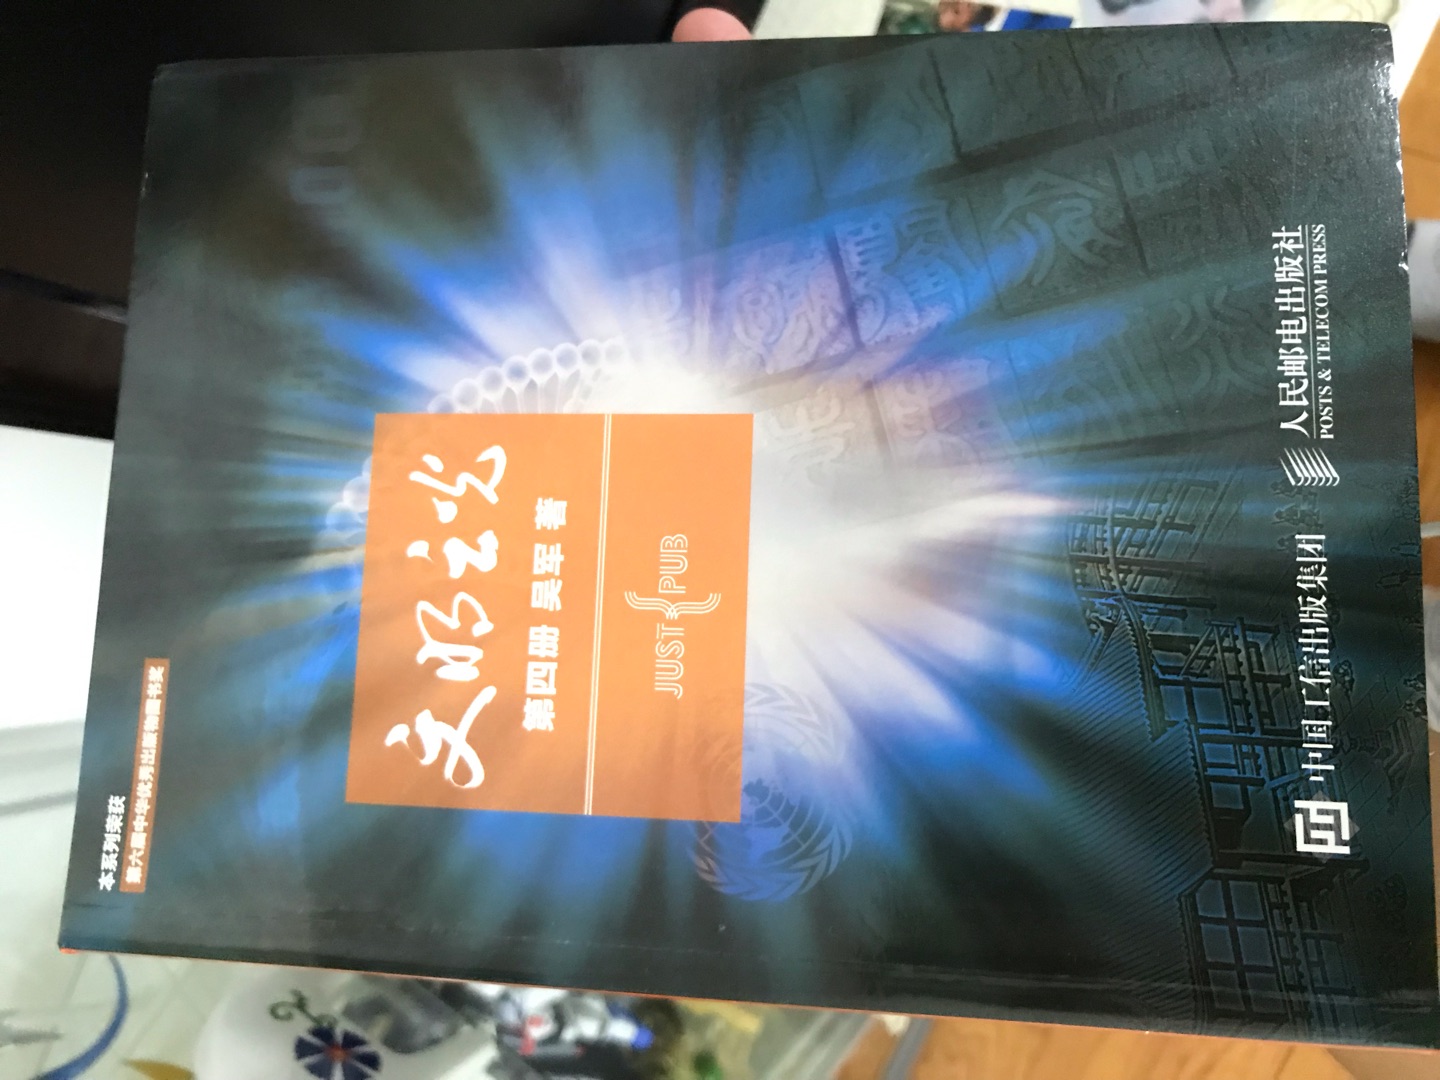 本系列荣获
第六届中华优秀出版物图书奖
文明之光
第四册 吴军 著
JUST PUB
中国工信出版集团
人民邮电出版社
POSTS & TELECOM PRESS